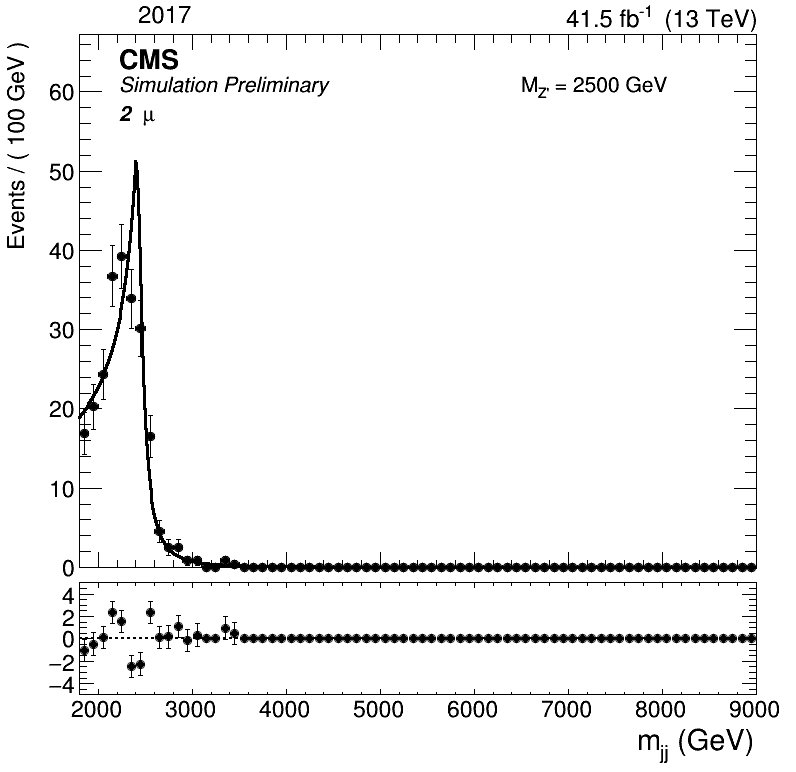 2017
41.5 fb-1 (13 TeV)
CMS
Simulation Preliminary
MZ' = 2500 GeV
2 μ
Events / ( 100 GeV )
60
50
40
30
20
10
0
4
2
0
−2
−4
2000 3000 4000 5000 6000 7000 8000 9000
mjj (GeV)